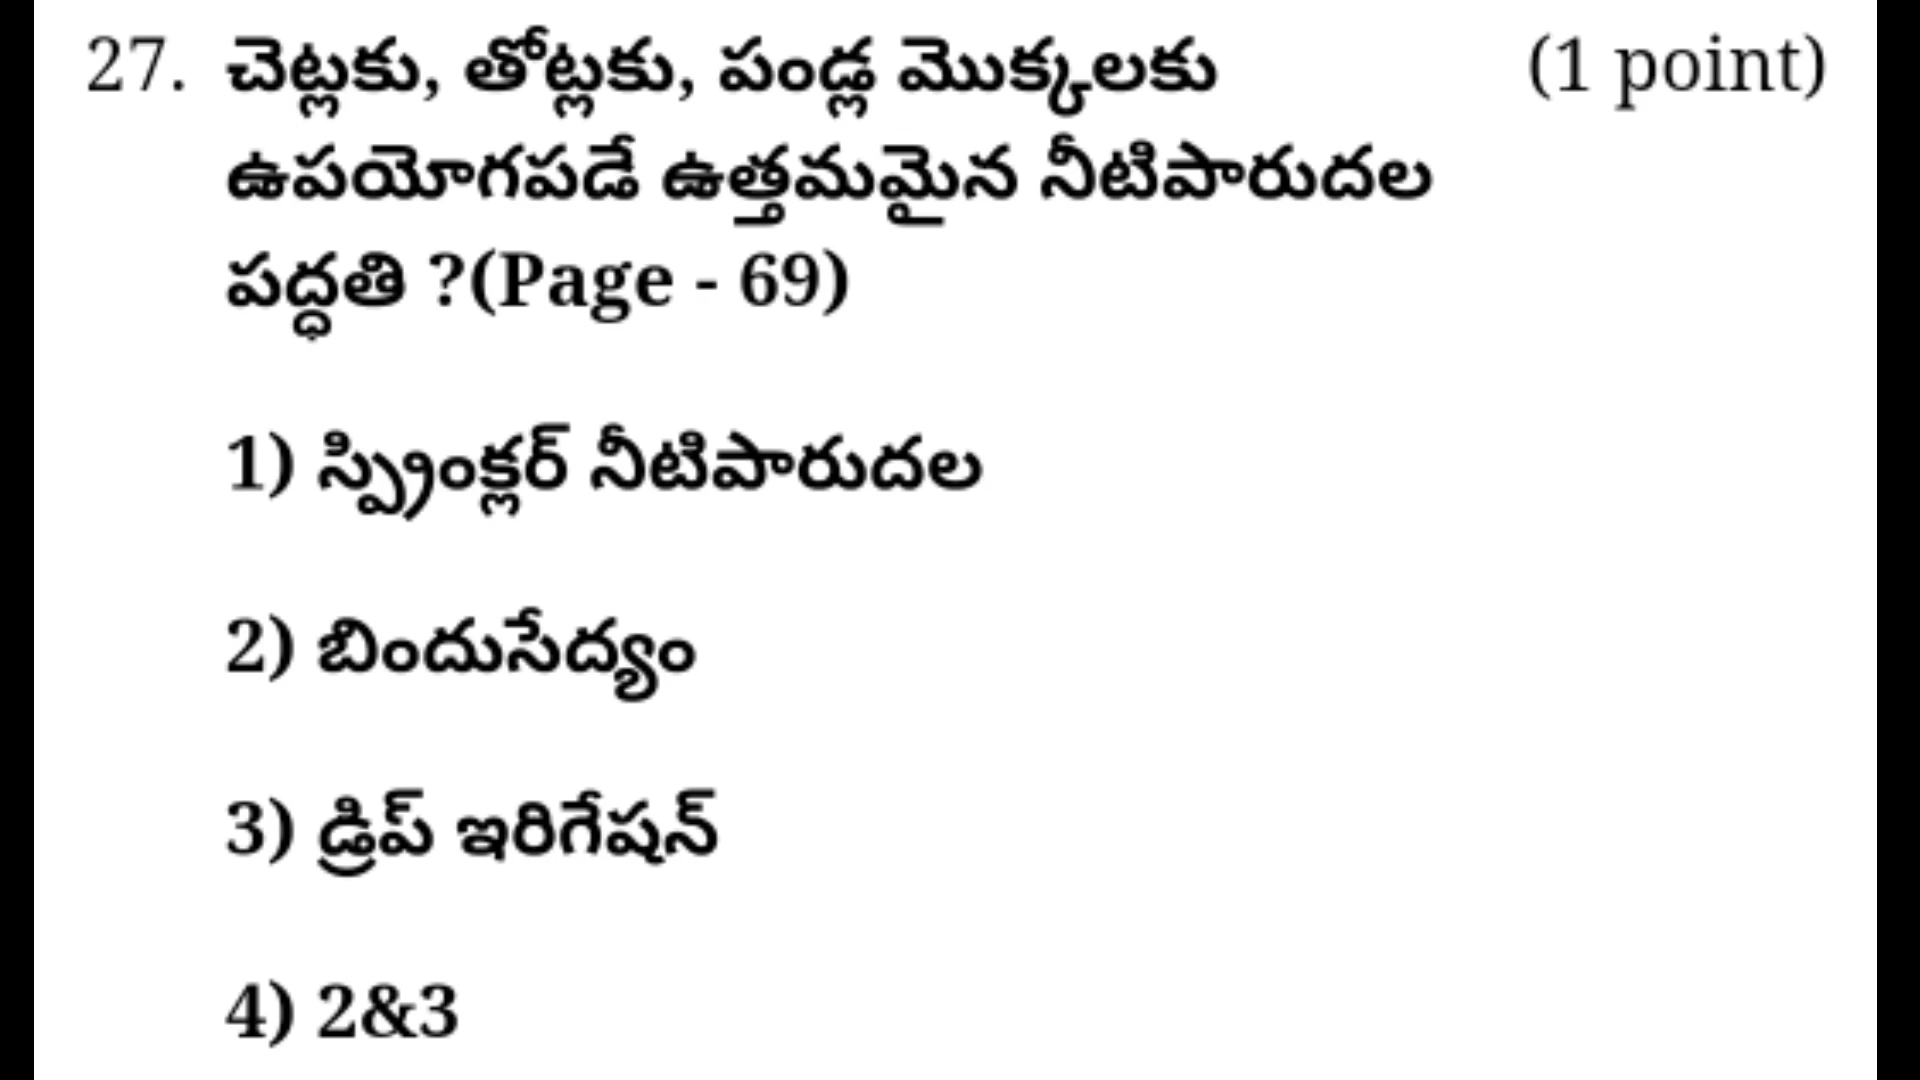 27. చెట్లకు, తోట్లకు, పండ్ల మొక్కలకు (1 point)
ఉపయోగపడే ఉత్తమమైన నీటిపారుదల
పద్ధతి ?(Page - 69)
1) స్ప్రింక్లర్ నీటిపారుదల
2) బిందుసేద్యం
3) డ్రిప్ ఇరిగేషన్
4) 2&3